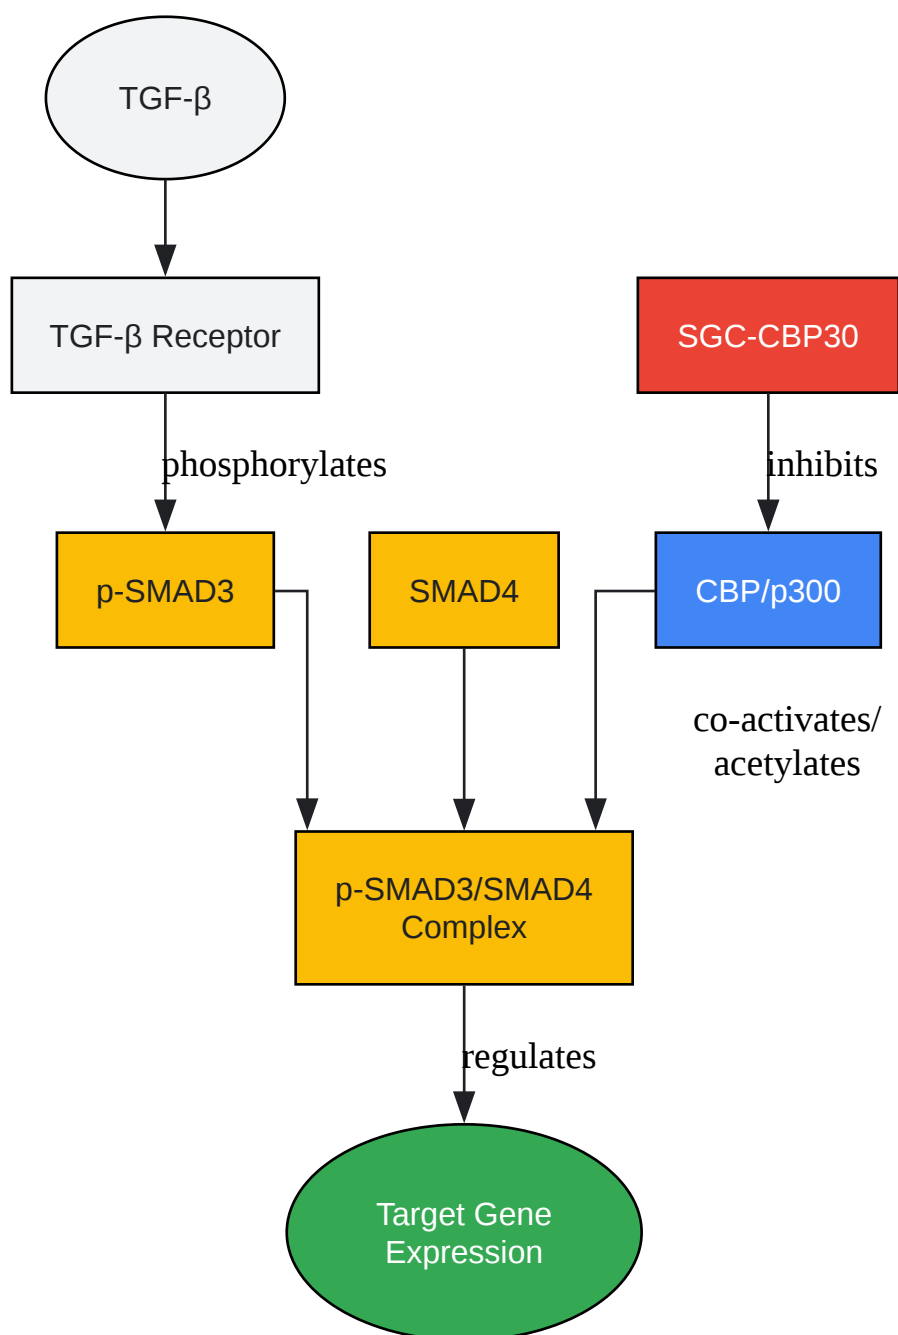 TGF-β
TGF-β Receptor
SGC-CBP30
phosphorylates
inhibits
p-SMAD3
SMAD4
CBP/p300
co-activates/
acetylates
p-SMAD3/SMAD4
Complex
regulates
Target Gene
Expression